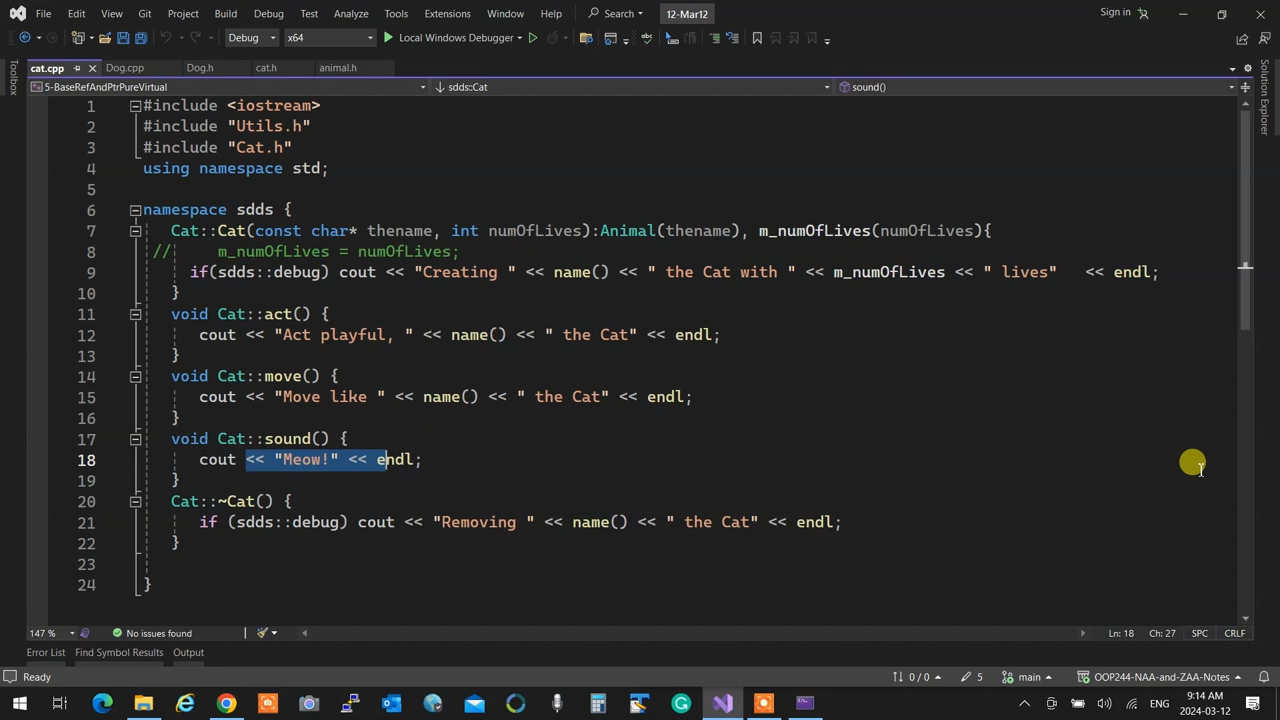 File Edit View Git Project Build Debug Test Analyze Tools Extensions Window Help Search 12-Mar12 Sign in
Debug x64 Local Windows Debugger
cat.cpp Dog.cpp Dog.h cat.h animal.h
Toolbox
Solution Explorer
5-BaseRefAndPtrPureVirtual sdds::Cat sound()
1 #include <iostream>
2 #include "Utils.h"
3 #include "Cat.h"
4 using namespace std;
5
6 namespace sdds {
7 Cat::Cat(const char* thename, int numOfLives):Animal(thename), m_numOfLives(numOfLives){
8 // m_numOfLives = numOfLives;
9 if(sdds::debug) cout << "Creating " << name() << " the Cat with " << m_numOfLives << " lives" << endl;
10 }
11 void Cat::act() {
12 cout << "Act playful, " << name() << " the Cat" << endl;
13 }
14 void Cat::move() {
15 cout << "Move like " << name() << " the Cat" << endl;
16 }
17 void Cat::sound() {
18 cout << "Meow!" << endl;
19 }
20 Cat::~Cat() {
21 if (sdds::debug) cout << "Removing " << name() << " the Cat" << endl;
22 }
23
24 }
147 % No issues found Ln: 18 Ch: 27 SPC CRLF
Error List Find Symbol Results Output
Ready 0 / 0 5 main OOP244-NAA-and-ZAA-Notes
ENG 9:14 AM
2024-03-12